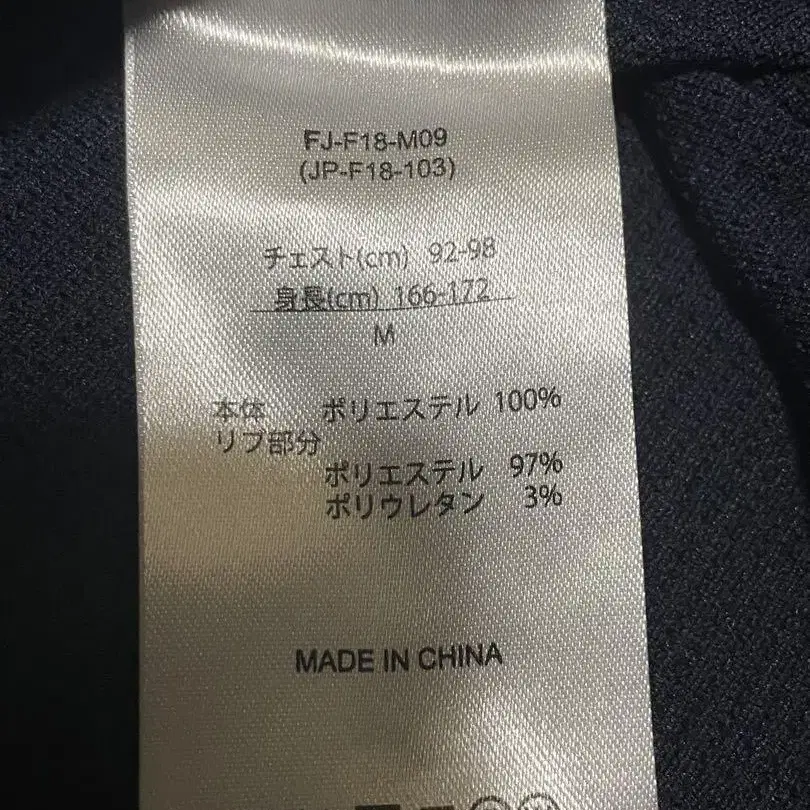 FJ-F18-M09
(JP-F18-103)
チェスト(cm) 92-98
身長(cm) 166-172
M
本体 ポリエステル 100%
リブ部分
ポリエステル 97%
ポリウレタン 3%
MADE IN CHINA